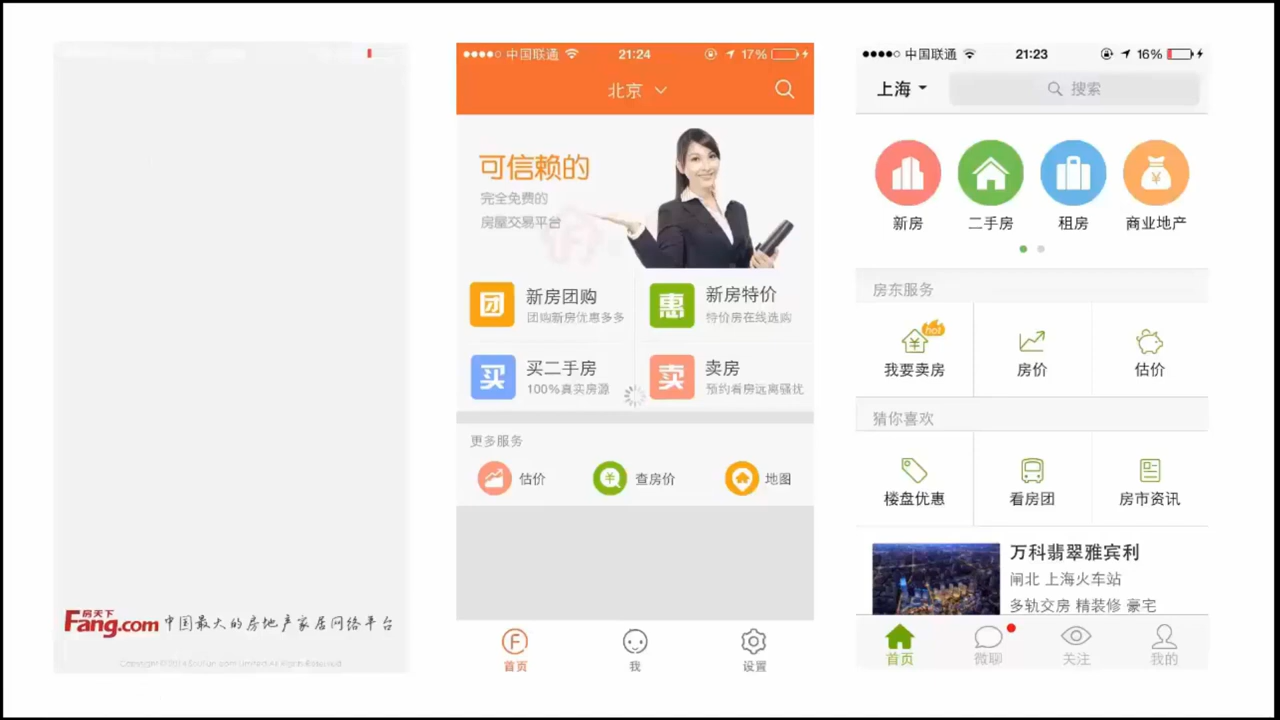 房天下
Fang.com 中国最大的房地产家居网络平台
中国联通 21:24 17%
北京
可信赖的
完全免费的
房屋交易平台
新房团购
团购新房优惠多多
新房特价
特价房在线选购
买二手房
100%真实房源
卖房
预约看房远离骚扰
团
惠
买
卖
更多服务
估价
查房价
地图
首页
我
设置
中国联通 21:23 16%
上海
搜索
新房
二手房
租房
商业地产
房东服务
hot
我要卖房
房价
估价
猜你喜欢
楼盘优惠
看房团
房市资讯
万科翡翠雅宾利
闸北 上海火车站
多轨交房 精装修 豪宅
首页
微聊
关注
我的